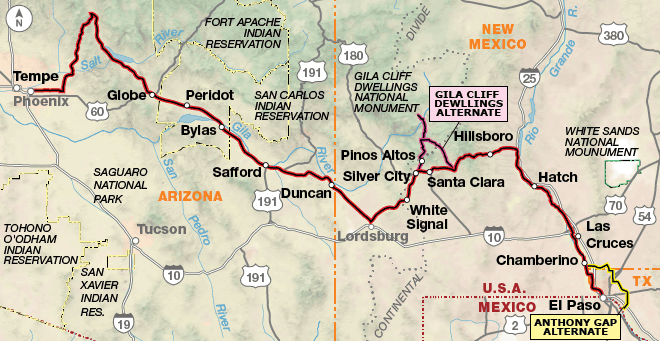 N
FORT APACHE
INDIAN
RESERVATION
Salt
River
Tempe
Phoenix
60
Globe
Peridot
Bylas
Gila
SAN CARLOS
INDIAN
RESERVATION
191
180
DIVIDE
NEW
MEXICO
GILA CLIFF
DWELLINGS
NATIONAL
MONUMENT
GILA CLIFF
DEWLLINGS
ALTERNATE
25
Rio
Grande
R.
380
Hillsboro
WHITE SANDS
NATIONAL
MOUNUMENT
Pinos Altos
Silver City
Santa Clara
SAGUARO
NATIONAL
PARK
San
Pedro
River
Safford
River
Duncan
191
ARIZONA
White
Signal
Hatch
70
54
TOHONO
O'ODHAM
INDIAN
RESERVATION
Tucson
Lordsburg
10
Las
Cruces
Chamberino
SAN
XAVIER
INDIAN
RES.
10
191
19
CONTINENTAL
U.S.A.
MEXICO
TX
El Paso
2
ANTHONY GAP
ALTERNATE